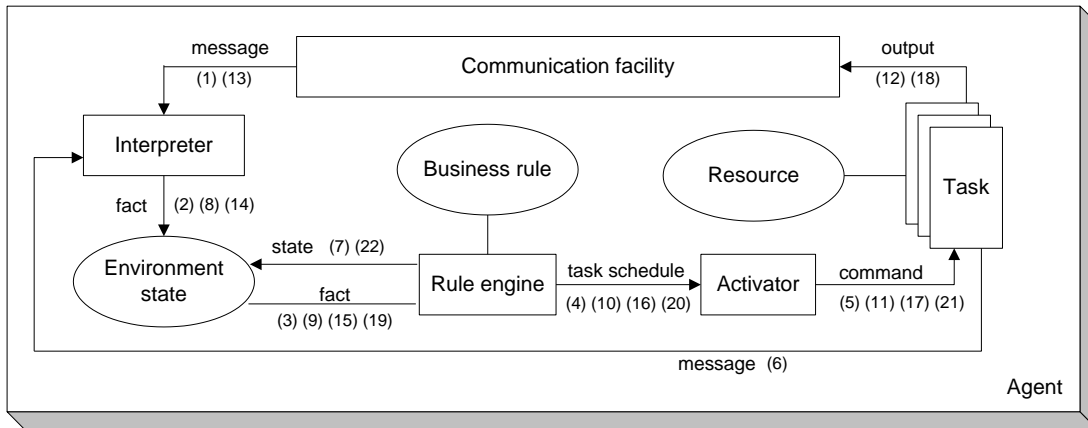 message
(1) (13)
Communication facility
output
(12) (18)
Interpreter
Business rule
Resource
Task
fact (2) (8) (14)
Environment
state
state (7) (22)
fact
(3) (9) (15) (19)
Rule engine
task schedule
(4) (10) (16) (20)
Activator
command
(5) (11) (17) (21)
message (6)
Agent